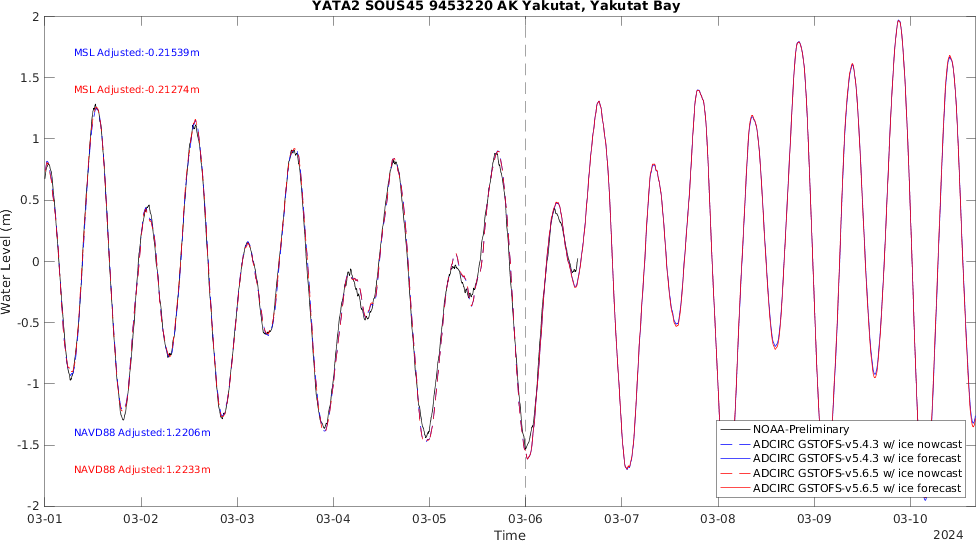 YATA2 SOUS45 9453220 AK Yakutat, Yakutat Bay
2
1.5
1
0.5
0
-0.5
-1
-1.5
-2
Water Level (m)
MSL Adjusted:-0.21539m
MSL Adjusted:-0.21274m
NAVD88 Adjusted:1.2206m
NAVD88 Adjusted:1.2233m
NOAA-Preliminary
ADCIRC GSTOFS-v5.4.3 w/ ice nowcast
ADCIRC GSTOFS-v5.4.3 w/ ice forecast
ADCIRC GSTOFS-v5.6.5 w/ ice nowcast
ADCIRC GSTOFS-v5.6.5 w/ ice forecast
03-01 03-02 03-03 03-04 03-05 03-06 03-07 03-08 03-09 03-10
Time
2024